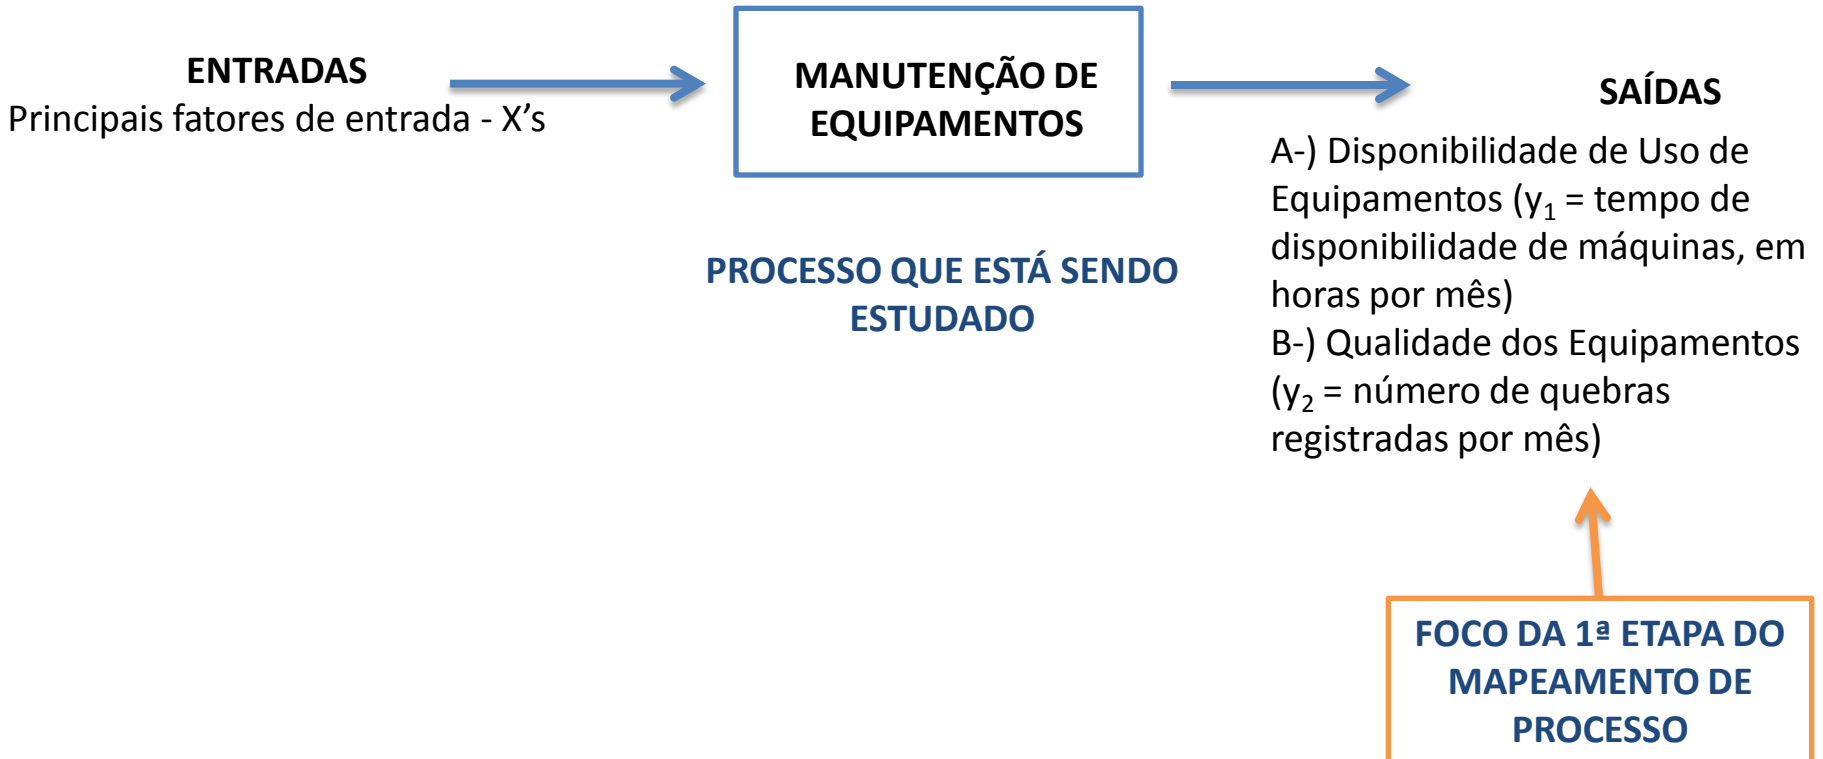 ENTRADAS
Principais fatores de entrada - X’s
MANUTENÇÃO DE
EQUIPAMENTOS
PROCESSO QUE ESTÁ SENDO
ESTUDADO
SAÍDAS
A-) Disponibilidade de Uso de
Equipamentos (y₁ = tempo de
disponibilidade de máquinas, em
horas por mês)
B-) Qualidade dos Equipamentos
(y₂ = número de quebras
registradas por mês)
FOCO DA 1ª ETAPA DO
MAPEAMENTO DE
PROCESSO